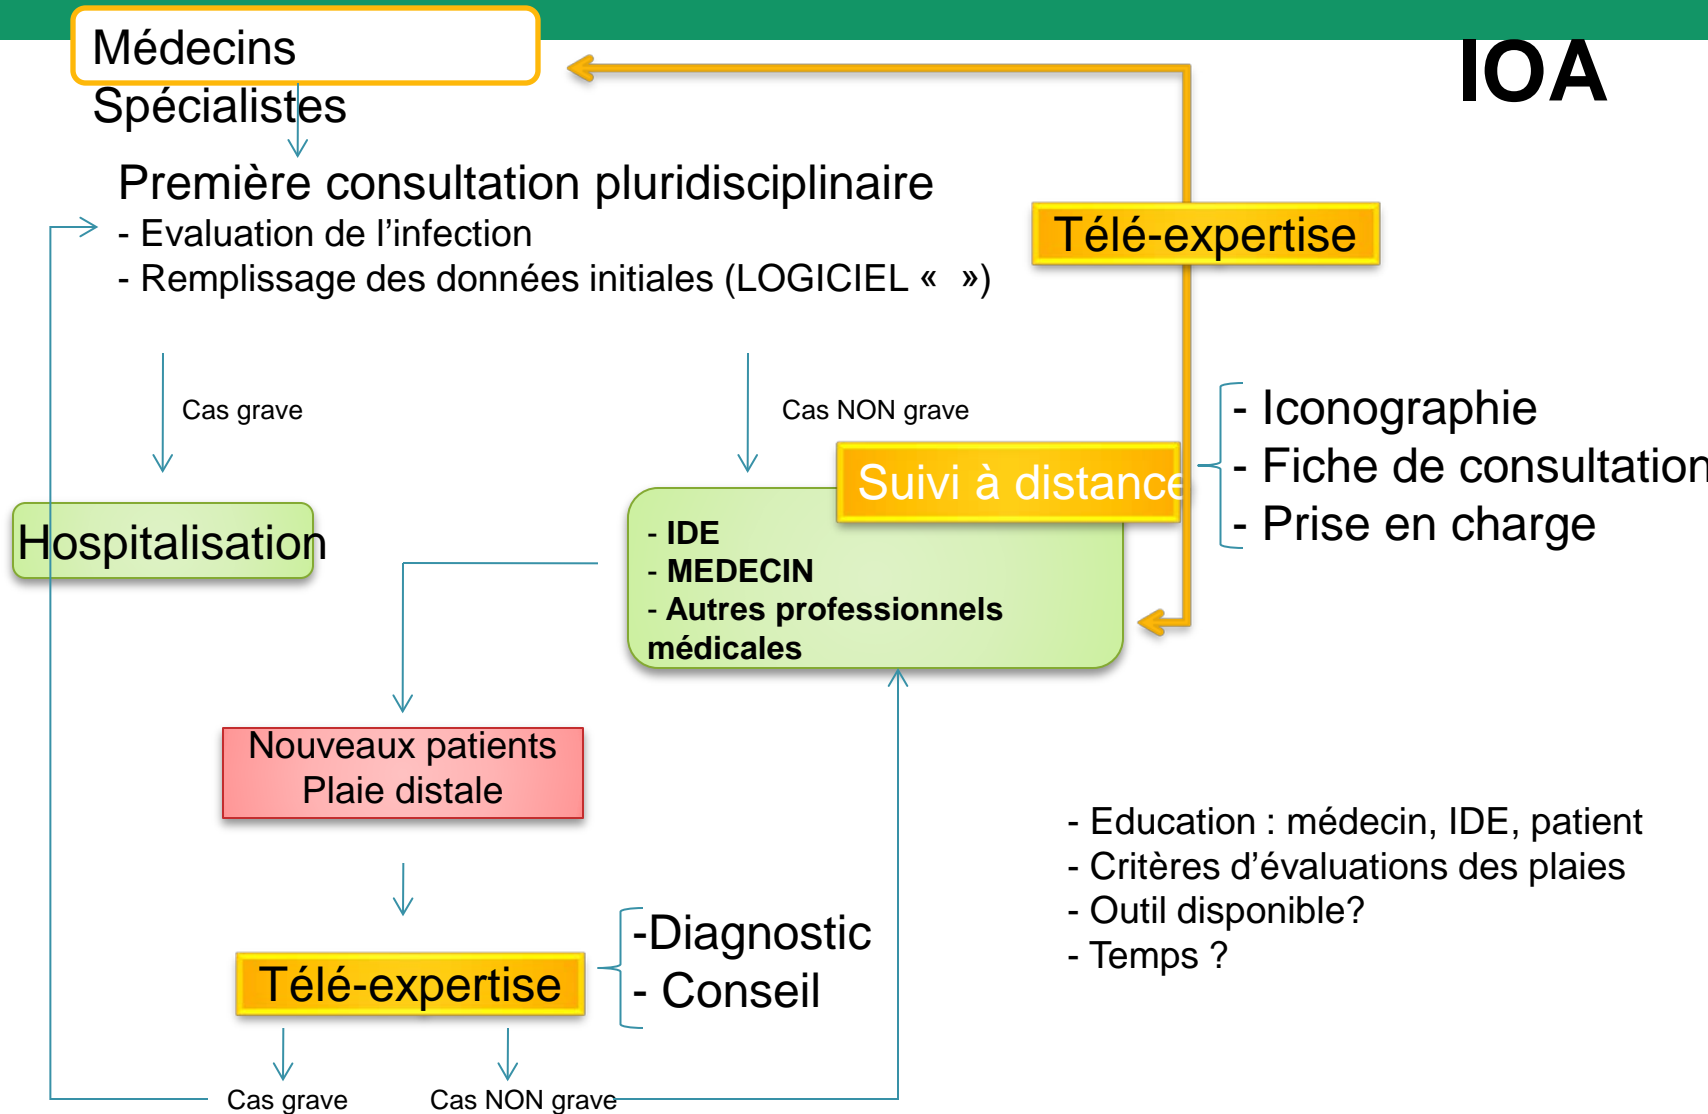 Médecins
Spécialistes
IOA
Première consultation pluridisciplinaire
- Evaluation de l’infection
- Remplissage des données initiales (LOGICIEL «  »)
Télé-expertise
Cas grave
Cas NON grave
- Iconographie
- Fiche de consultation
- Prise en charge
Suivi à distance
Hospitalisation
- IDE
- MEDECIN
- Autres professionnels
médicales
Nouveaux patients
Plaie distale
- Education : médecin, IDE, patient
- Critères d’évaluations des plaies
- Outil disponible?
- Temps ?
-Diagnostic
- Conseil
Télé-expertise
Cas grave
Cas NON grave